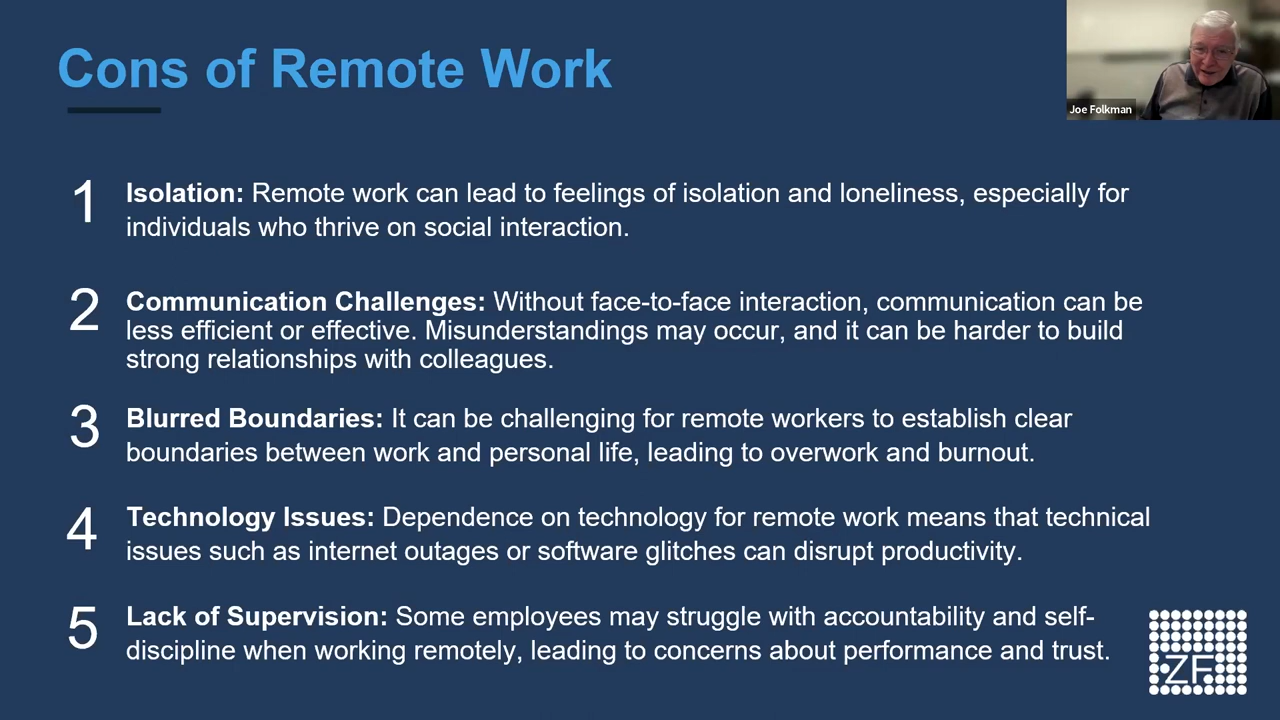 Cons of Remote Work
Joe Folkman
1
Isolation: Remote work can lead to feelings of isolation and loneliness, especially for
individuals who thrive on social interaction.
2
Communication Challenges: Without face-to-face interaction, communication can be
less efficient or effective. Misunderstandings may occur, and it can be harder to build
strong relationships with colleagues.
3
Blurred Boundaries: It can be challenging for remote workers to establish clear
boundaries between work and personal life, leading to overwork and burnout.
4
Technology Issues: Dependence on technology for remote work means that technical
issues such as internet outages or software glitches can disrupt productivity.
5
Lack of Supervision: Some employees may struggle with accountability and self-
discipline when working remotely, leading to concerns about performance and trust.
ZF